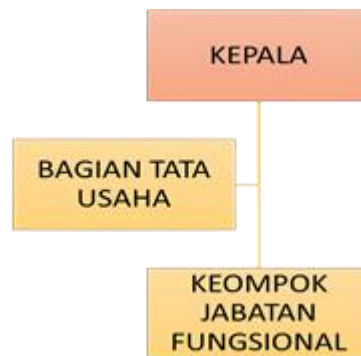 KEPALA
BAGIAN TATA
USAHA
KEOMPOK
JABATAN
FUNGSIONAL